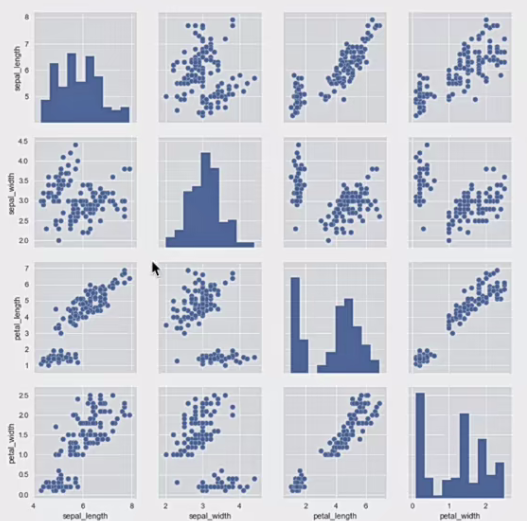 8
7
6
5
sepal_length
4.5
4.0
3.5
3.0
2.5
2.0
sepal_width
7
6
5
4
3
2
1
petal_length
2.5
2.0
1.5
1.0
0.5
0.0
petal_width
4 6 8
2 3 4
2 4 6
0 1 2
sepal_length
sepal_width
petal_length
petal_width